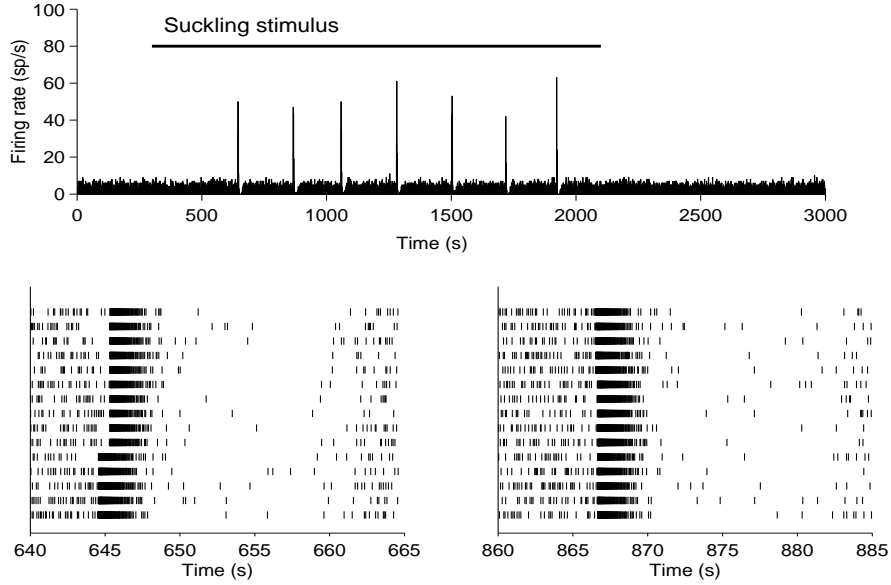 Suckling stimulus
Firing rate (sp/s)
100
80
60
40
20
0
0 500 1000 1500 2000 2500 3000
Time (s)
640 645 650 655 660 665
Time (s)
860 865 870 875 880 885
Time (s)